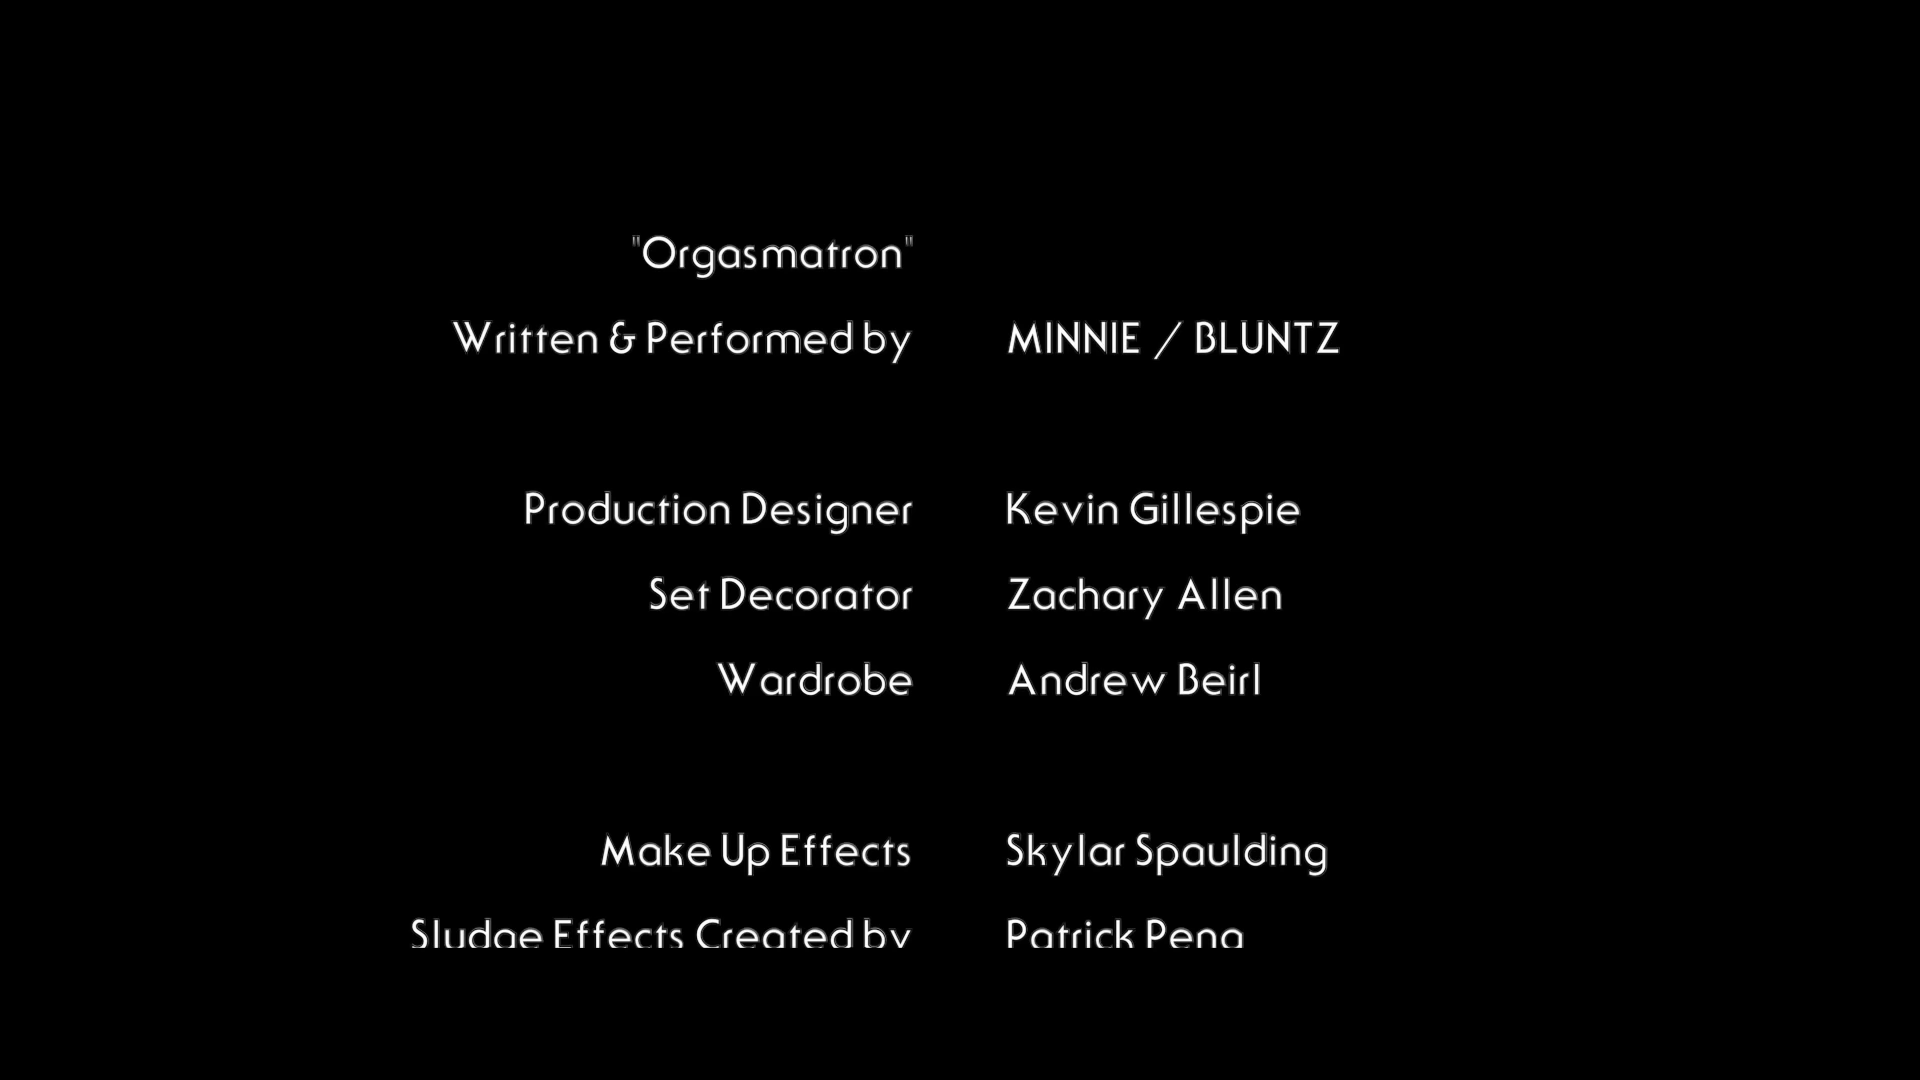 "Orgasmatron"
Written & Performed by MINNIE / BLUNTZ
Production Designer Kevin Gillespie
Set Decorator Zachary Allen
Wardrobe Andrew Beirl
Make Up Effects Skylar Spaulding
Sludge Effects Created by Patrick Pena